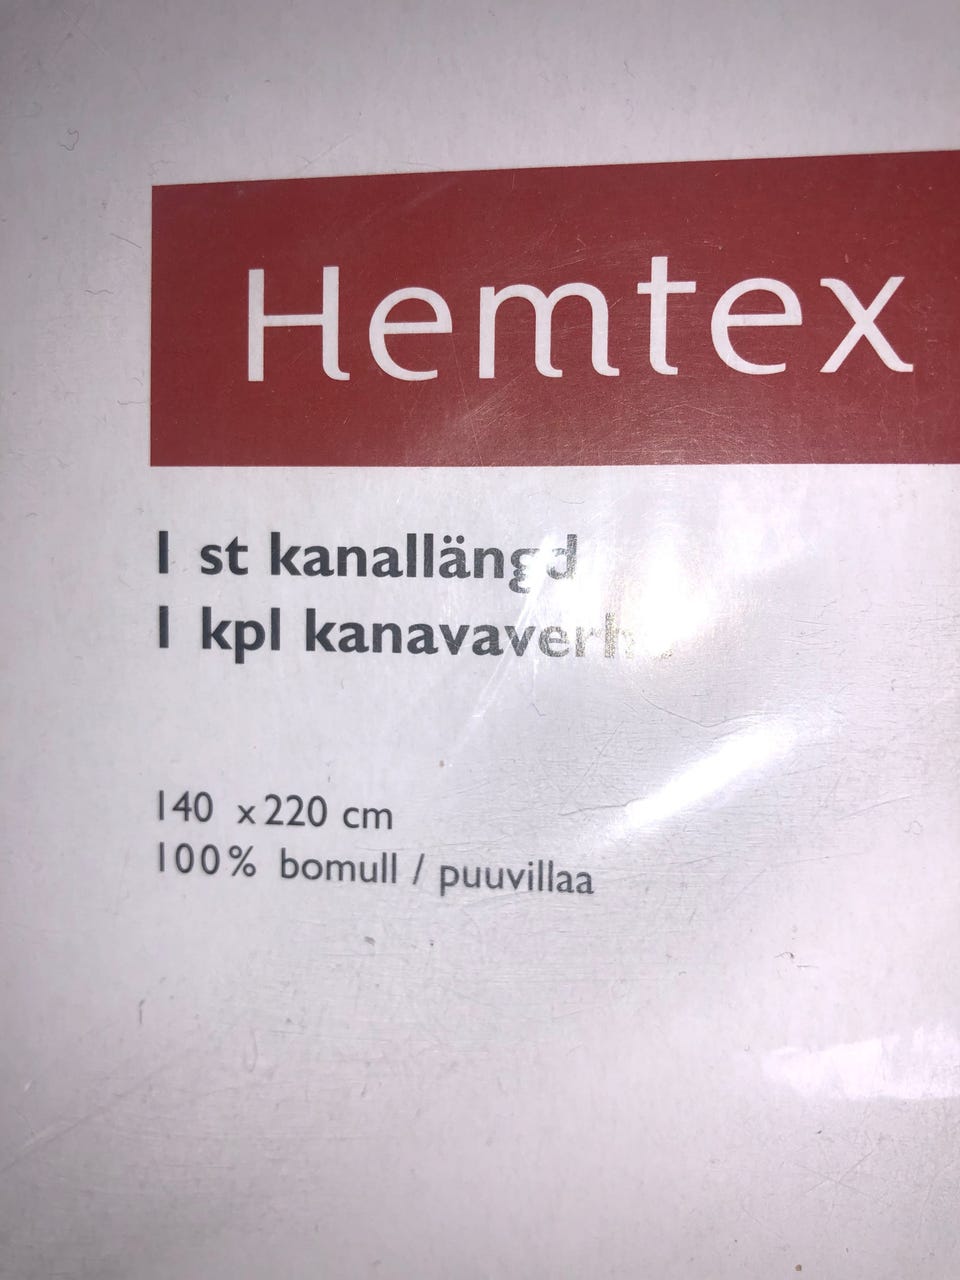 Hemtex
1 st kanallängd
1 kpl
140 x 220 cm
100% bomull / puuvillaa